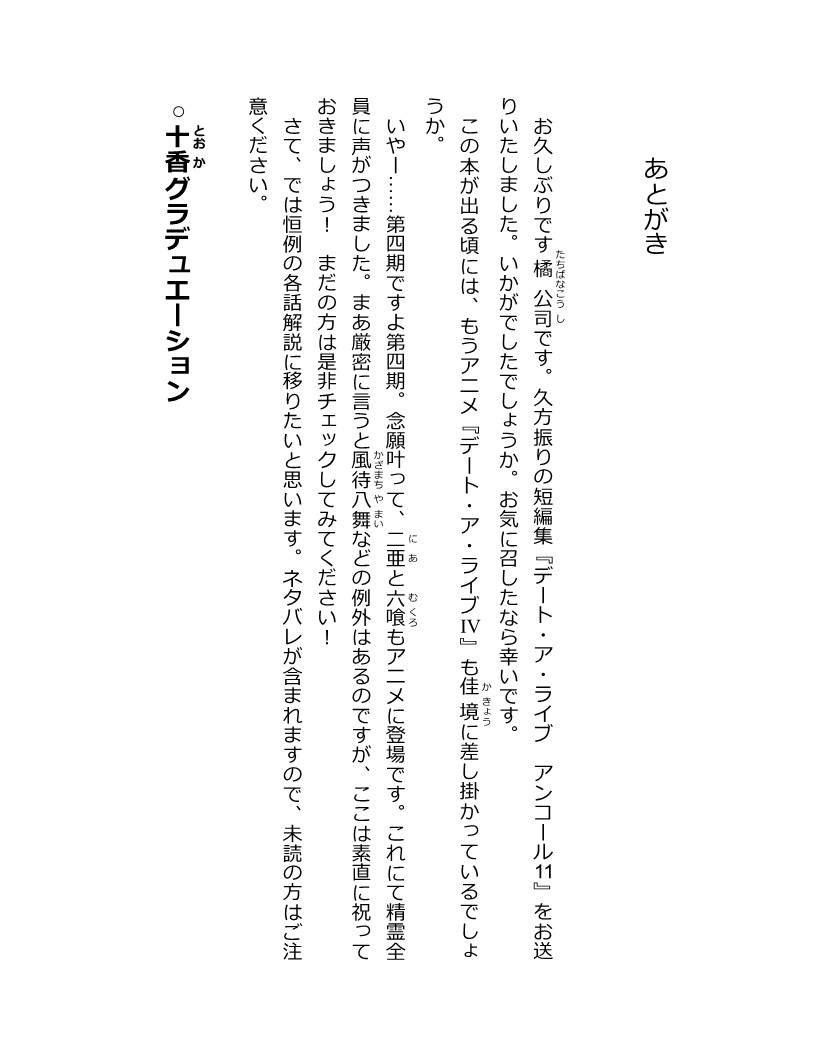 あとがき
お久しぶりです橘公司です。久方振りの短編集『デート・ア・ライブ　アンコール11』をお送
りいたしました。いかがでしたでしょうか。お気に召したなら幸いです。
この本が出る頃には、もうアニメ『デート・ア・ライブIV』も佳境に差し掛かっているでしょ
うか。
いやー……第四期ですよ第四期。念願叶って、二亜と六喰もアニメに登場です。これにて精霊全
員に声がつきました。まあ厳密に言うと風待八舞などの例外はあるのですが、ここは素直に祝って
おきましょう！　まだの方は是非チェックしてみてください！
さて、では恒例の各話解説に移りたいと思います。ネタバレが含まれますので、未読の方はご注
意ください。
○十香グラデュエーション